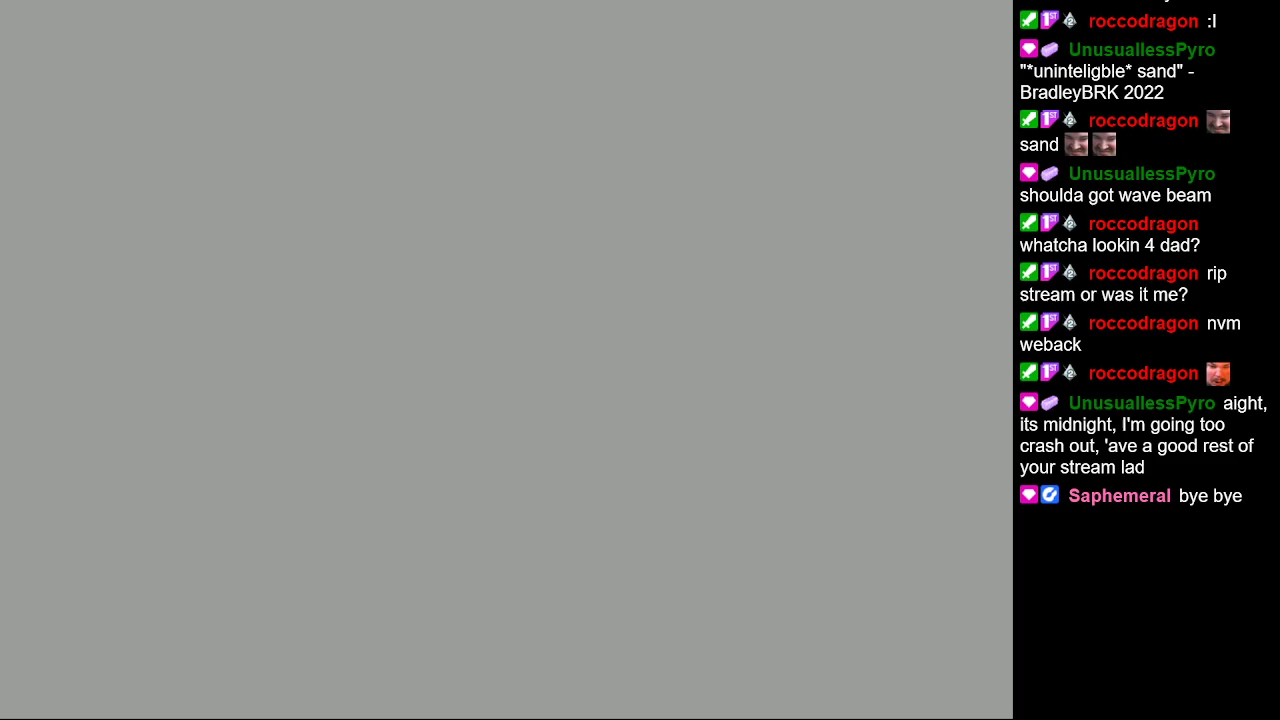 roccodragon :I
UnusuallessPyro
"*uninteligble* sand" -
BradleyBRK 2022
roccodragon
sand
UnusuallessPyro
shoulda got wave beam
roccodragon
whatcha lookin 4 dad?
roccodragon rip
stream or was it me?
roccodragon nvm
weback
roccodragon
UnusuallessPyro aight,
its midnight, I'm going too
crash out, 'ave a good rest of
your stream lad
Saphemeral bye bye